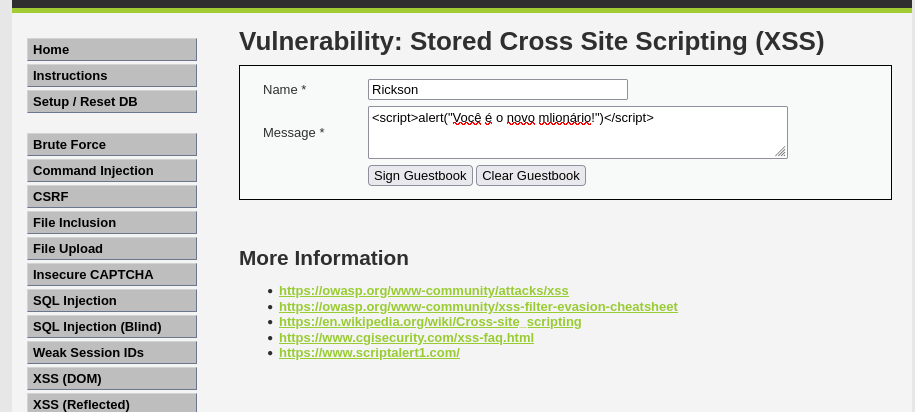 Vulnerability: Stored Cross Site Scripting (XSS)
Home
Instructions
Setup / Reset DB
Brute Force
Command Injection
CSRF
File Inclusion
File Upload
Insecure CAPTCHA
SQL Injection
SQL Injection (Blind)
Weak Session IDs
XSS (DOM)
XSS (Reflected)
Name *
Rickson
Message *
<script>alert("Você é o novo mlionário!")</script>
Sign Guestbook Clear Guestbook
More Information
https://owasp.org/www-community/attacks/xss
https://owasp.org/www-community/xss-filter-evasion-cheatsheet
https://en.wikipedia.org/wiki/Cross-site_scripting
https://www.cgisecurity.com/xss-faq.html
https://www.scriptalert1.com/